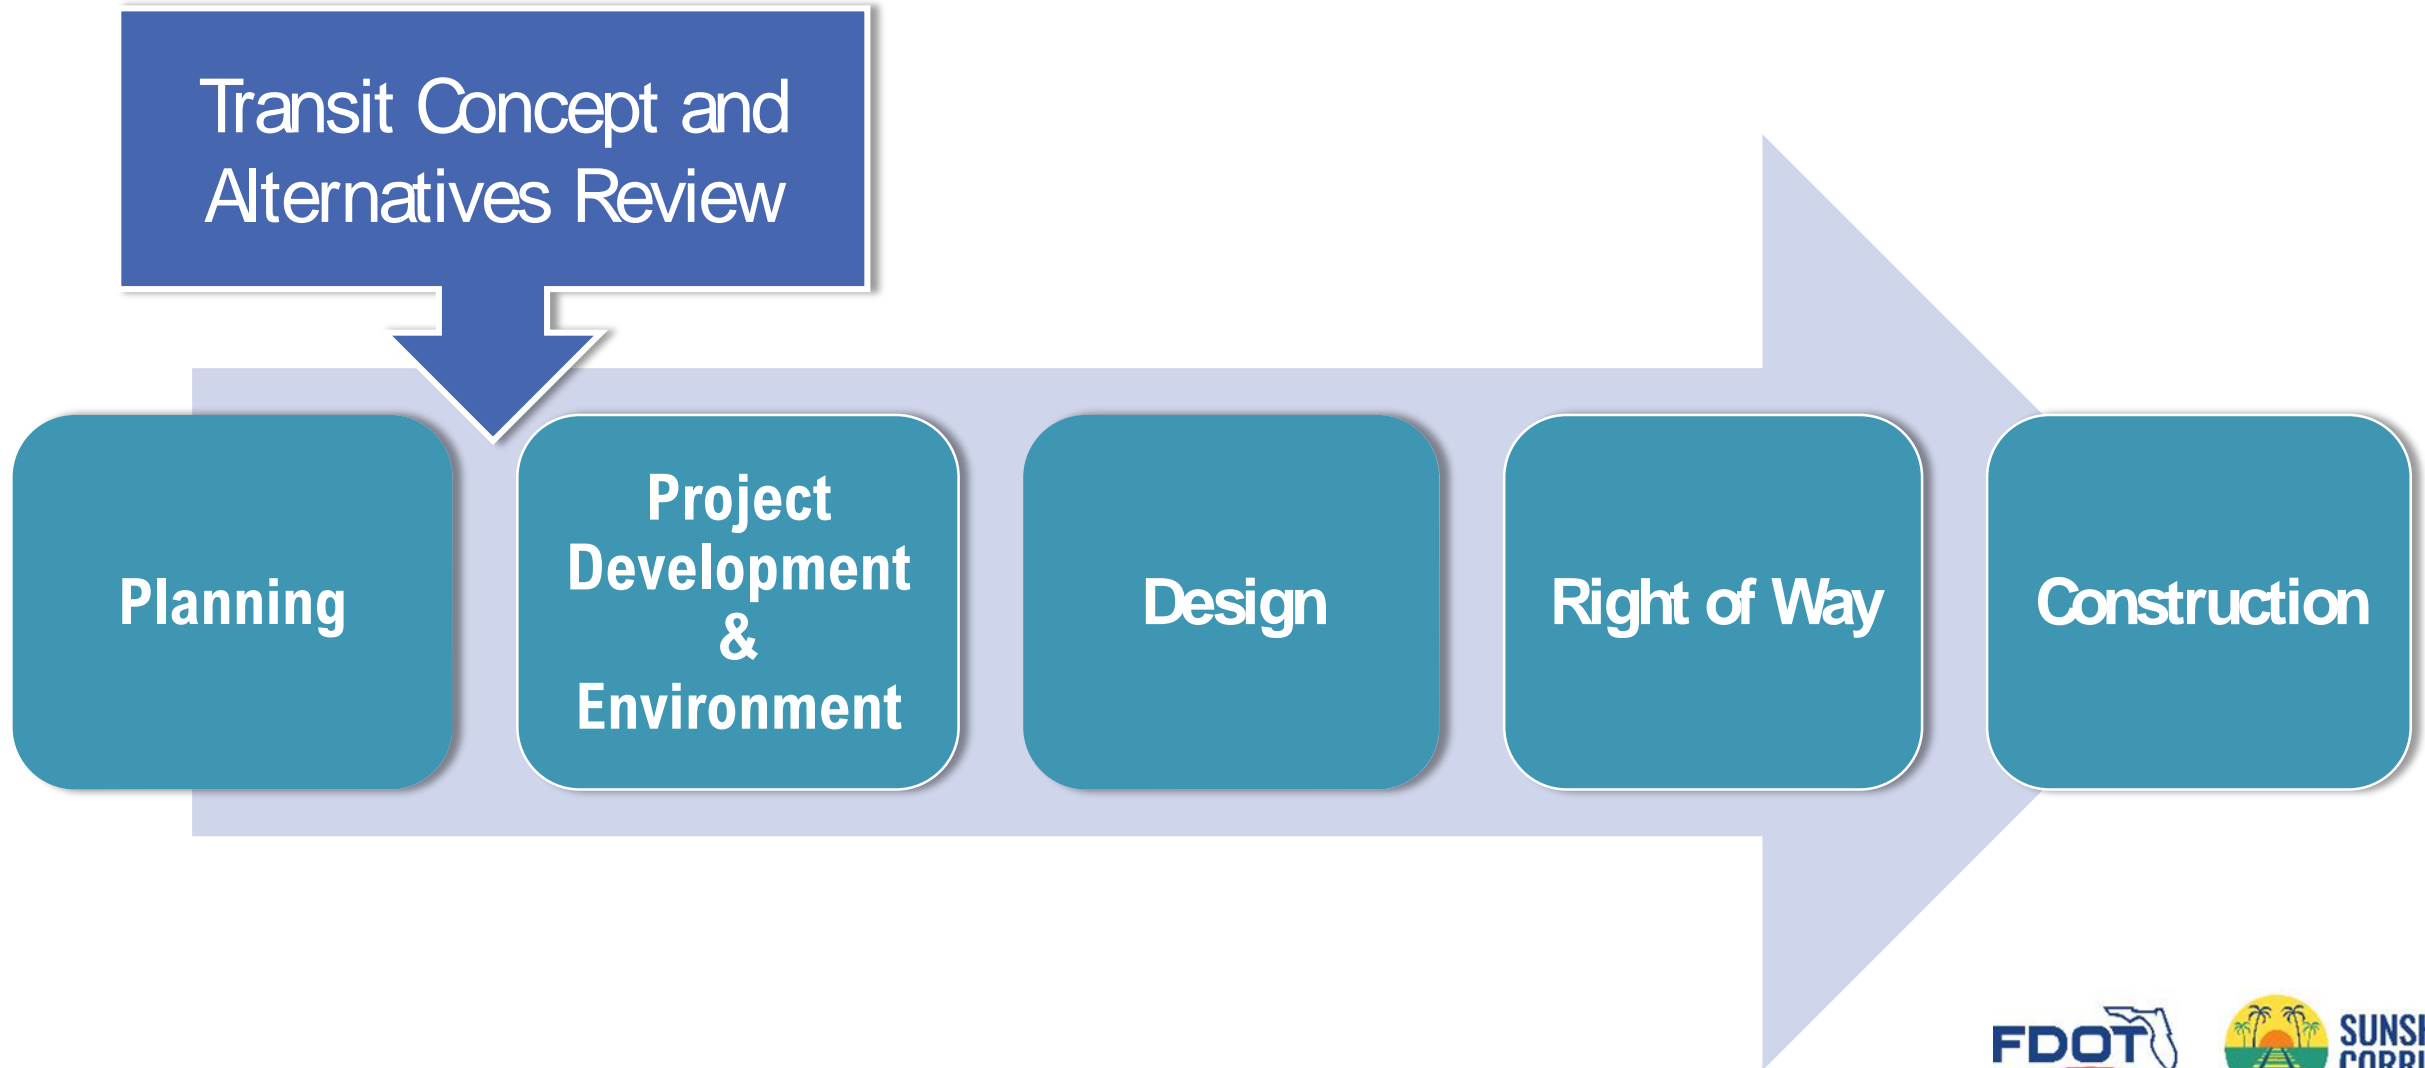 Transit Concept and
Alternatives Review
Planning
Project
Development
&
Environment
Design
Right of Way
Construction
FDOT